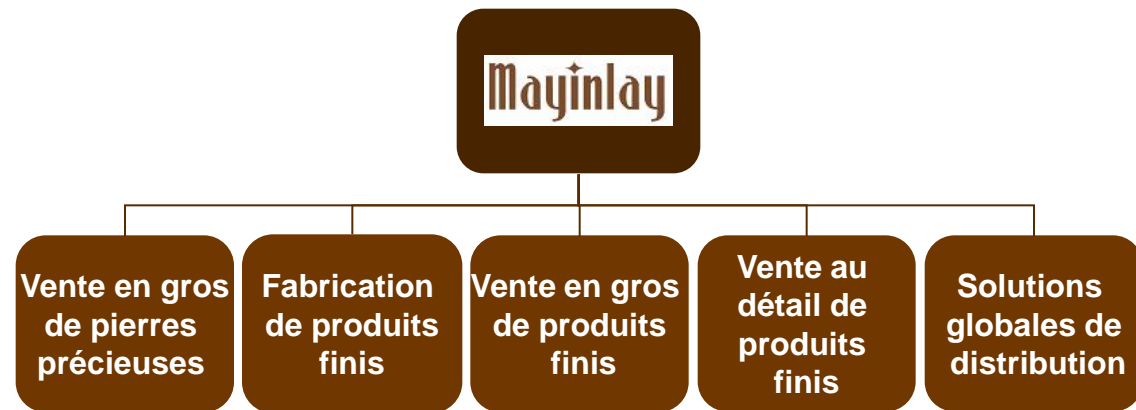 Mayinlay
Vente en gros
de pierres
précieuses
Fabrication
de produits
finis
Vente en gros
de produits
finis
Vente au
détail de
produits
finis
Solutions
globales de
distribution